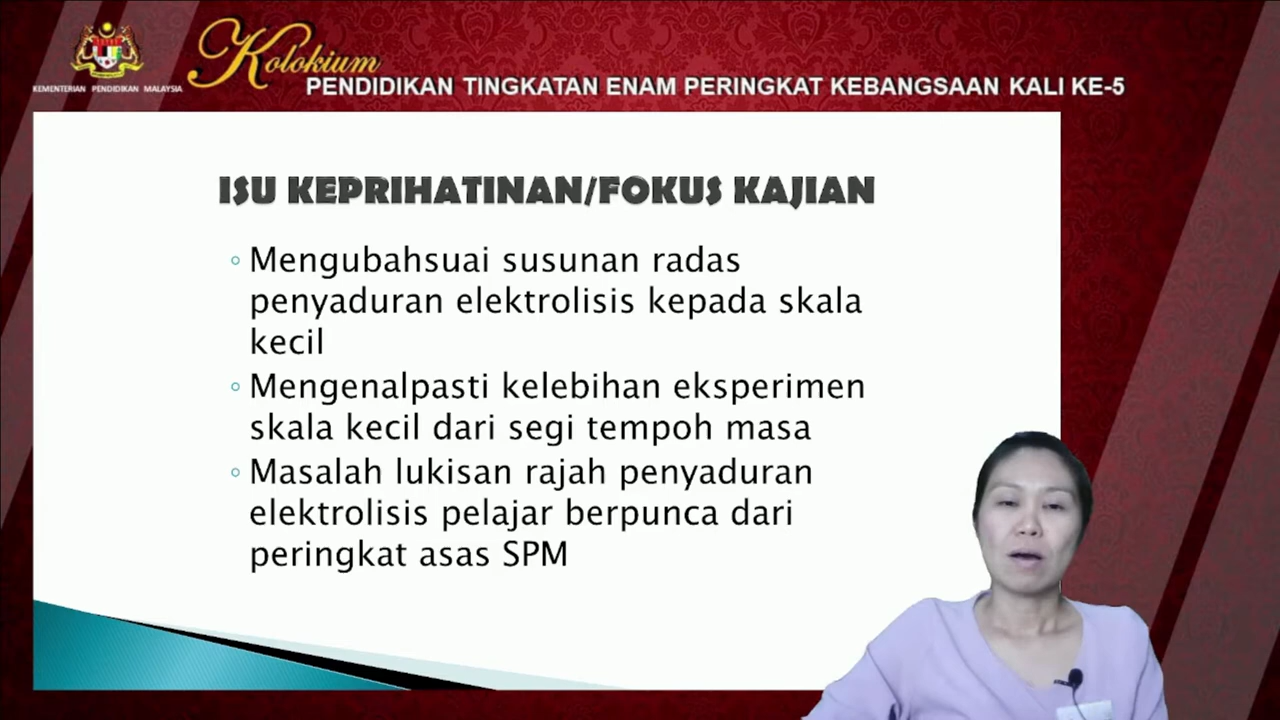 Kolokium
KEMENTERIAN PENDIDIKAN MALAYSIA
PENDIDIKAN TINGKATAN ENAM PERINGKAT KEBANGSAAN KALI KE-5
ISU KEPRIHATINAN/FOKUS KAJIAN
◦ Mengubahsuai susunan radas
penyaduran elektrolisis kepada skala
kecil
◦ Mengenalpasti kelebihan eksperimen
skala kecil dari segi tempoh masa
◦ Masalah lukisan rajah penyaduran
elektrolisis pelajar berpunca dari
peringkat asas SPM